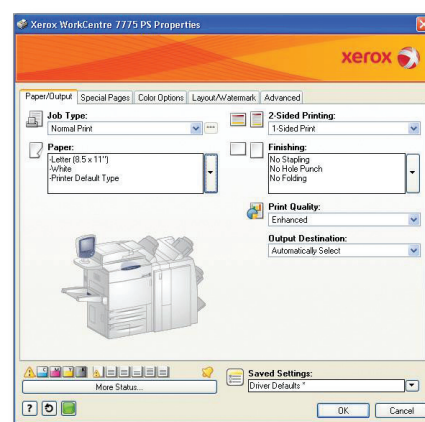 Xerox WorkCentre 7775 PS Properties
xerox
Paper/Output Special Pages Color Options Layout/Watermark Advanced
Job Type:
Normal Print
2-Sided Printing:
1-Sided Print
Paper:
-Letter (8.5 x 11")
-White
-Printer Default Type
Finishing:
No Stapling
No Hole Punch
No Folding
Print Quality:
Enhanced
Output Destination:
Automatically Select
More Status...
Saved Settings:
Driver Defaults *
?
OK Cancel